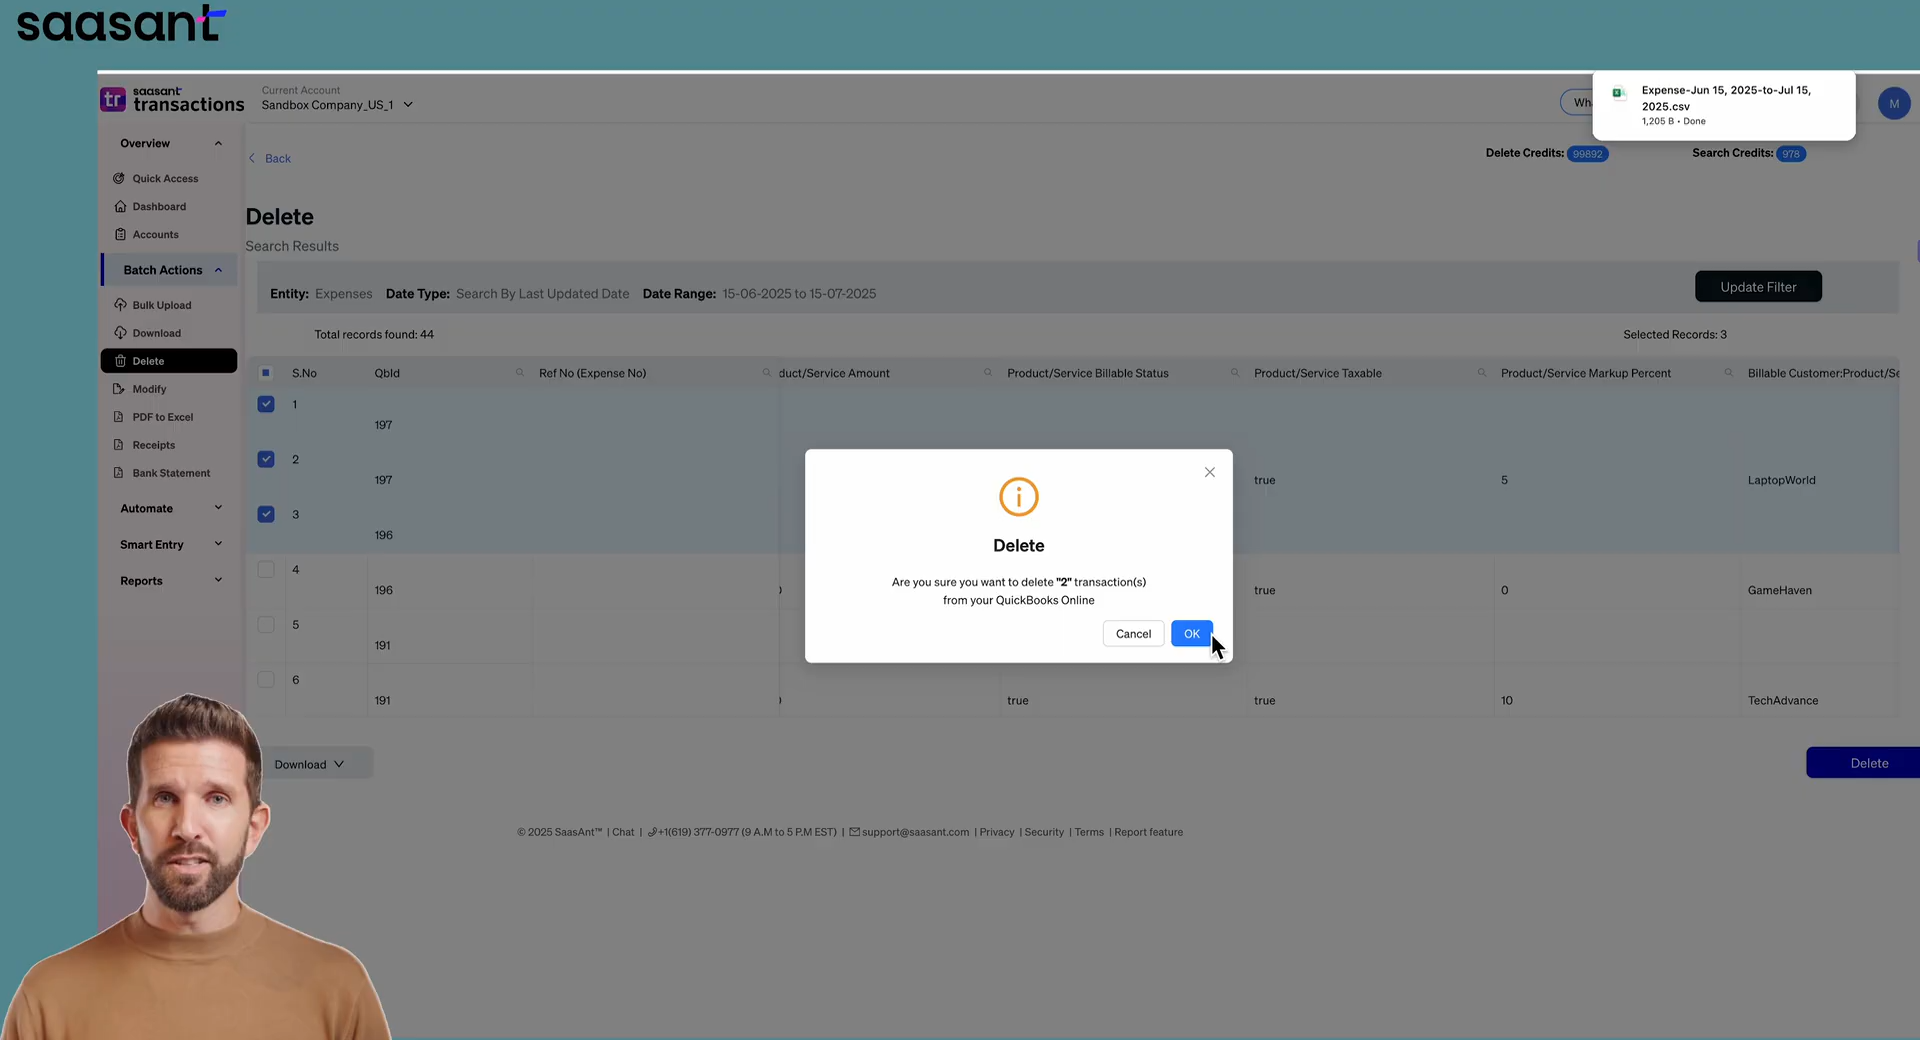 saasant
saasant
transactions
Current Account
Sandbox Company_US_1
Wh
Expense-Jun 15, 2025-to-Jul 15,
2025.csv
1,205 B • Done
M
Overview
Quick Access
Dashboard
Accounts
Batch Actions
Bulk Upload
Download
Delete
Modify
PDF to Excel
Receipts
Bank Statement
Automate
Smart Entry
Reports
Back
Delete Credits: 99892
Search Credits: 978
Delete
Search Results
Entity: Expenses Date Type: Search By Last Updated Date Date Range: 15-06-2025 to 15-07-2025
Update Filter
Total records found: 44
Selected Records: 3
S.No QbId Ref No (Expense No) duct/Service Amount Product/Service Billable Status Product/Service Taxable Product/Service Markup Percent Billable Customer:Product/Se
1
197
2
197 true 5 LaptopWorld
3
196
4
196 true 0 GameHaven
5
191
6
191 true true 10 TechAdvance
Delete
Are you sure you want to delete "2" transaction(s)
from your QuickBooks Online
Cancel OK
Download
Delete
© 2025 SaasAnt™ | Chat | +1(619) 377-0977 (9 A.M to 5 P.M EST) | support@saasant.com | Privacy | Security | Terms | Report feature